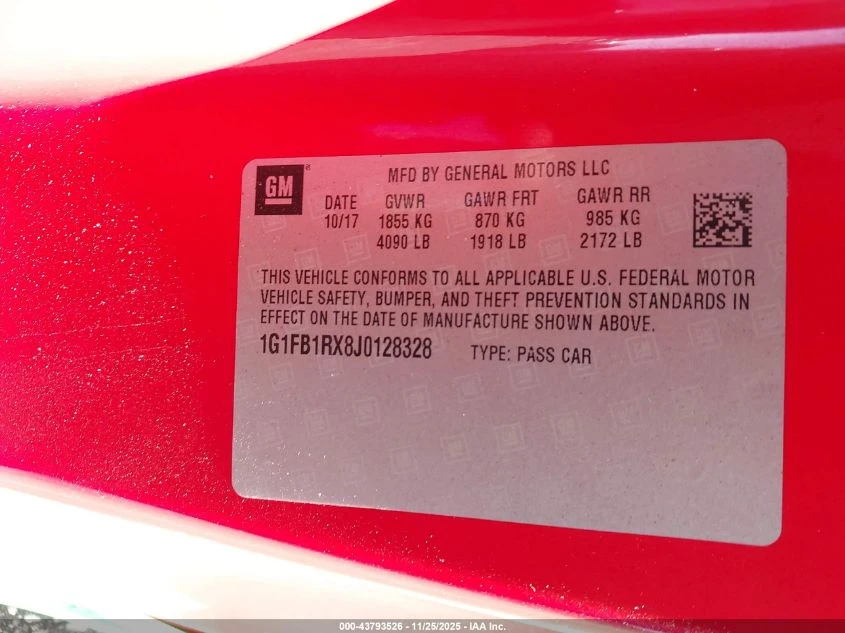 GM
MFD BY GENERAL MOTORS LLC
DATE GVWR GAWR FRT GAWR RR
10/17 1855 KG 870 KG 985 KG
4090 LB 1918 LB 2172 LB
THIS VEHICLE CONFORMS TO ALL APPLICABLE U.S. FEDERAL MOTOR
VEHICLE SAFETY, BUMPER, AND THEFT PREVENTION STANDARDS IN
EFFECT ON THE DATE OF MANUFACTURE SHOWN ABOVE.
1G1FB1RX8J0128328 TYPE: PASS CAR
000-43793526 - 11/25/2025 - IAA Inc.